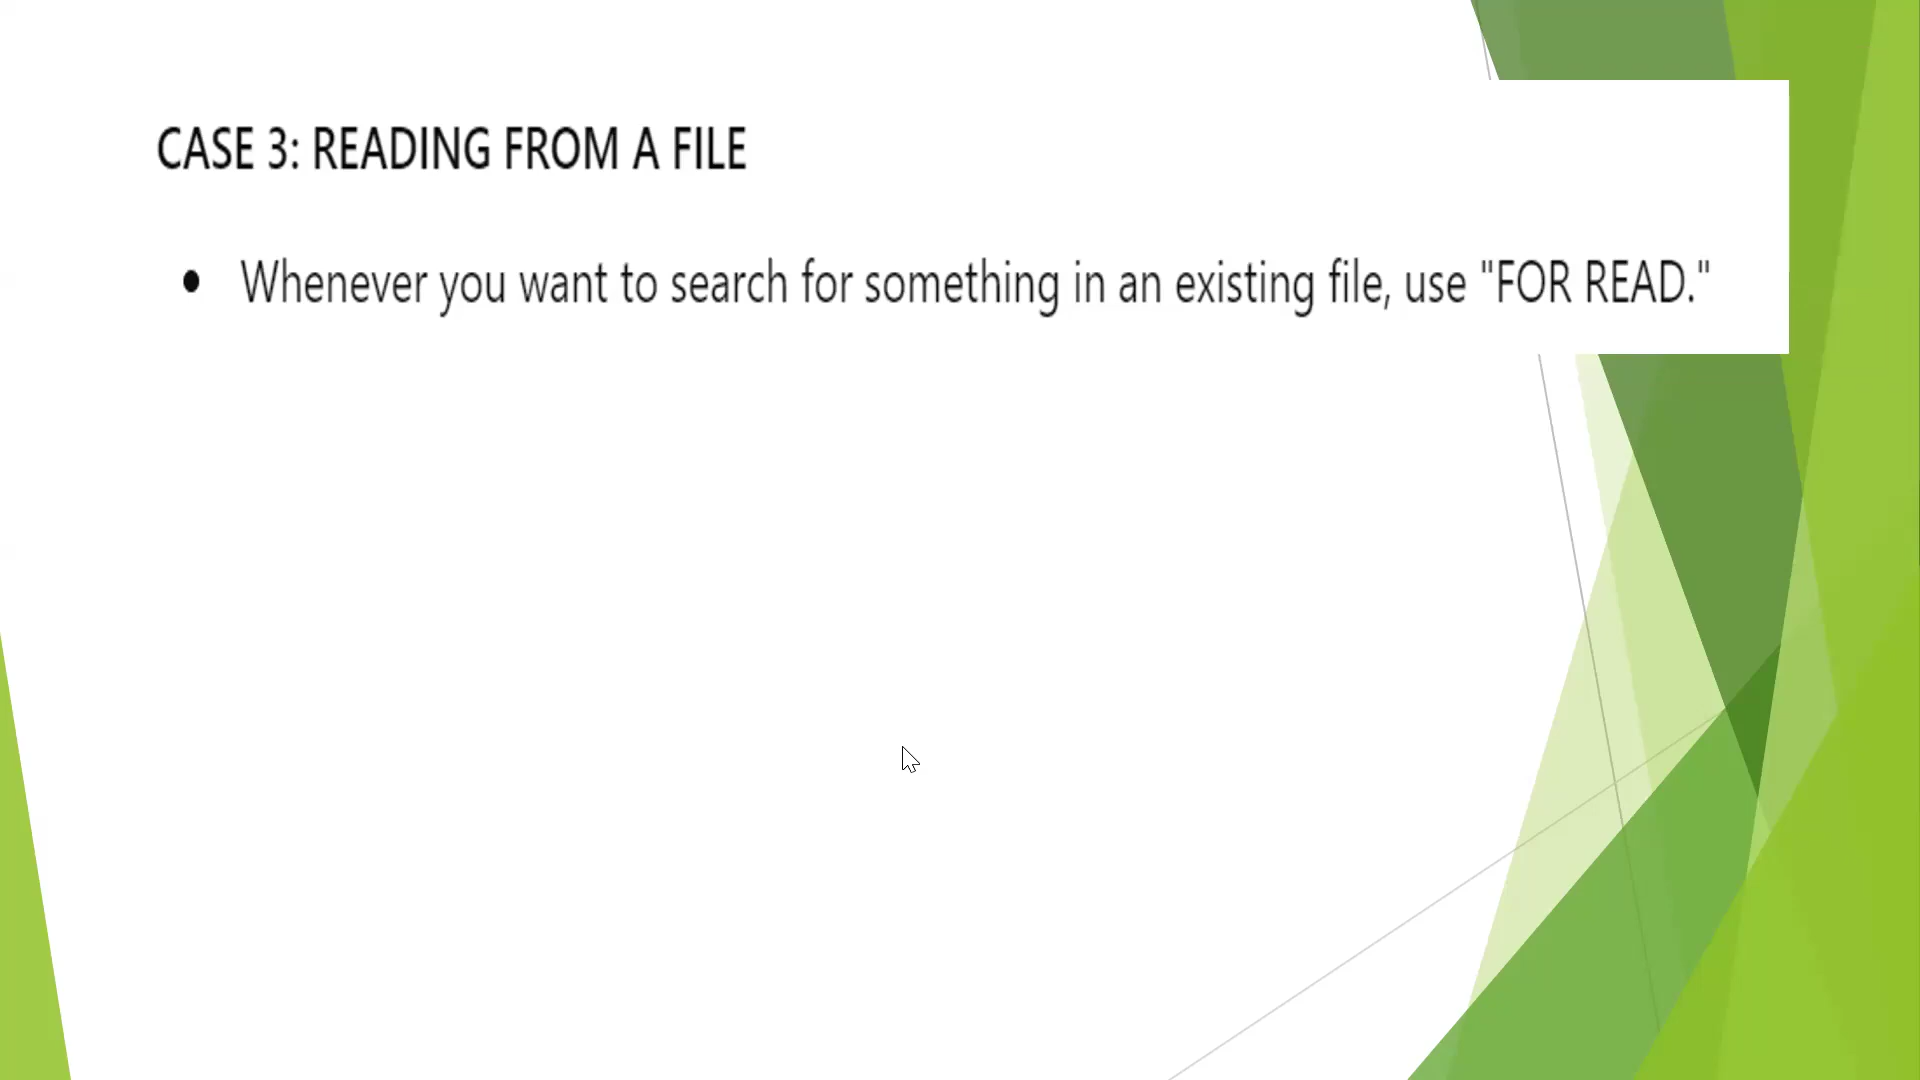 CASE 3: READING FROM A FILE
• Whenever you want to search for something in an existing file, use "FOR READ."